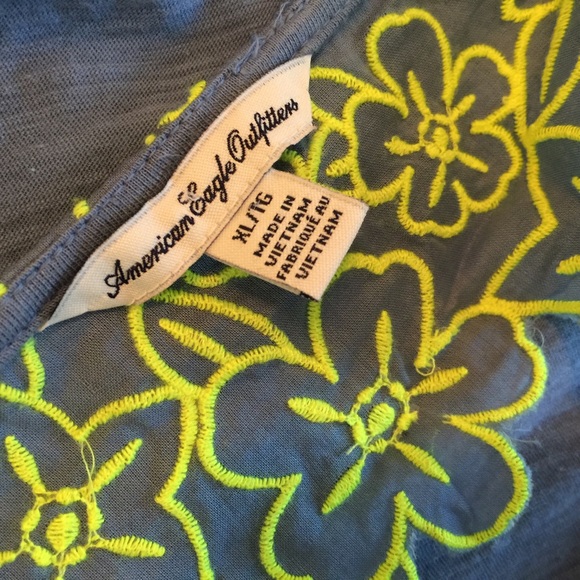 American Eagle Outfitters
XL/TG
MADE IN
VIETNAM
FABRIQUÉ AU
VIETNAM